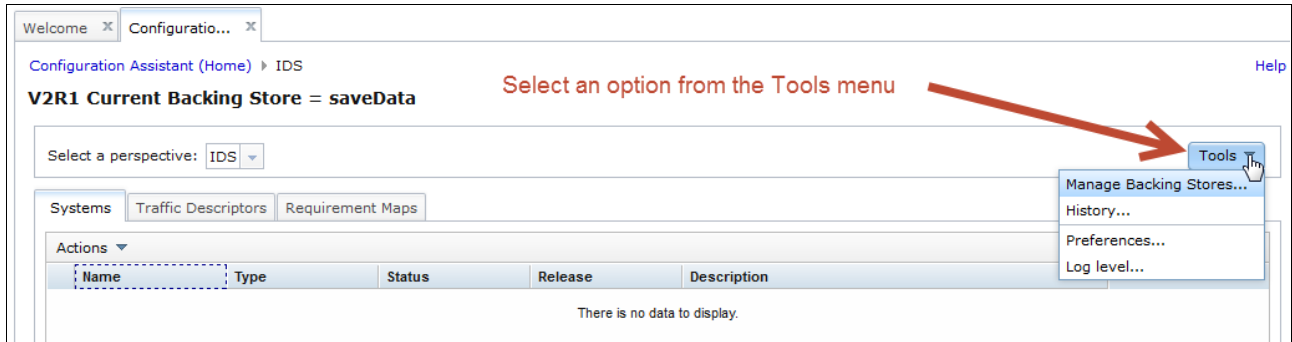 Welcome X Configuratio... X
Configuration Assistant (Home) IDS Help
V2R1 Current Backing Store = saveData
Select an option from the Tools menu
Select a perspective: IDS
Tools
Manage Backing Stores...
History...
Preferences...
Log level...
Systems Traffic Descriptors Requirement Maps
Actions
Name Type Status Release Description
There is no data to display.